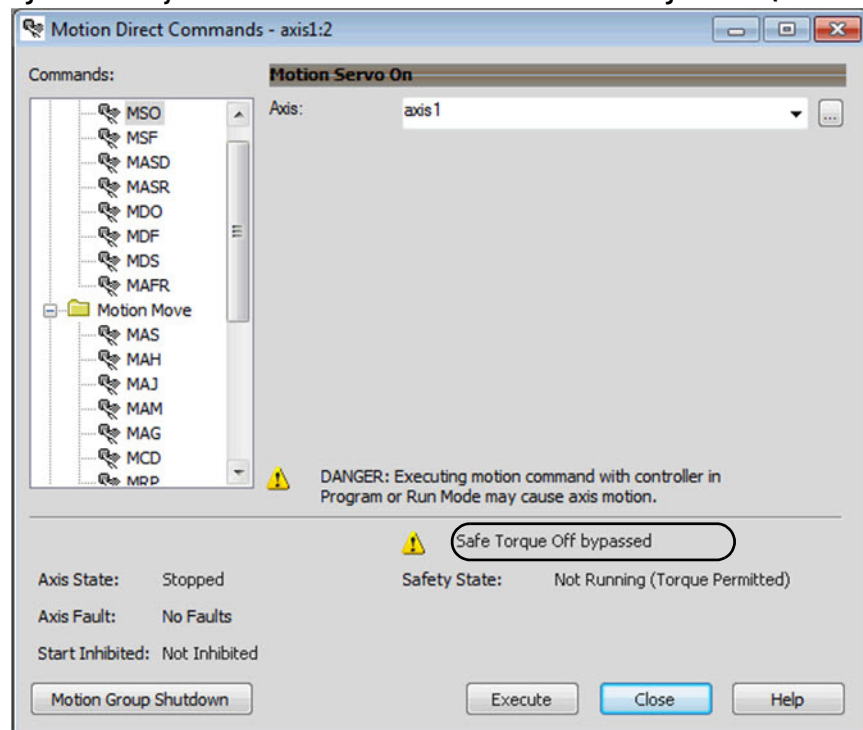 Motion Direct Commands - axis1:2
Commands:
Motion Servo On
MSO
MSF
MASD
MASR
MDO
MDF
MDS
MAFR
Motion Move
MAS
MAH
MAJ
MAM
MAG
MCD
MRP
Axis:
axis1
...
DANGER: Executing motion command with controller in
Program or Run Mode may cause axis motion.
Safe Torque Off bypassed
Axis State: Stopped
Safety State: Not Running (Torque Permitted)
Axis Fault: No Faults
Start Inhibited: Not Inhibited
Motion Group Shutdown
Execute
Close
Help